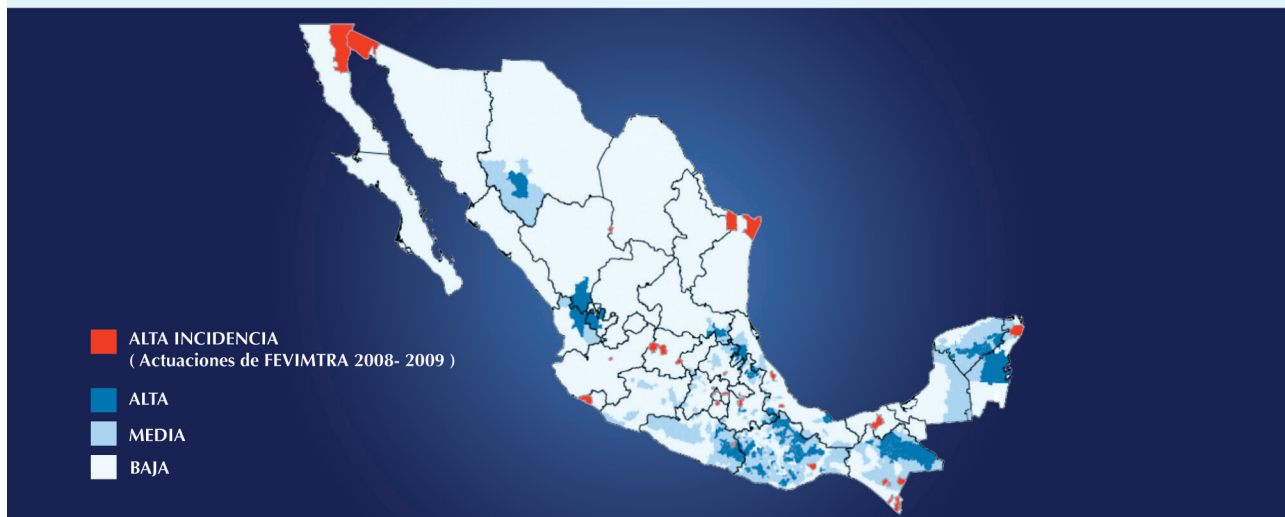 ALTA INCIDENCIA
( Actuaciones de FEVIMTRA 2008- 2009 )
ALTA
MEDIA
BAJA